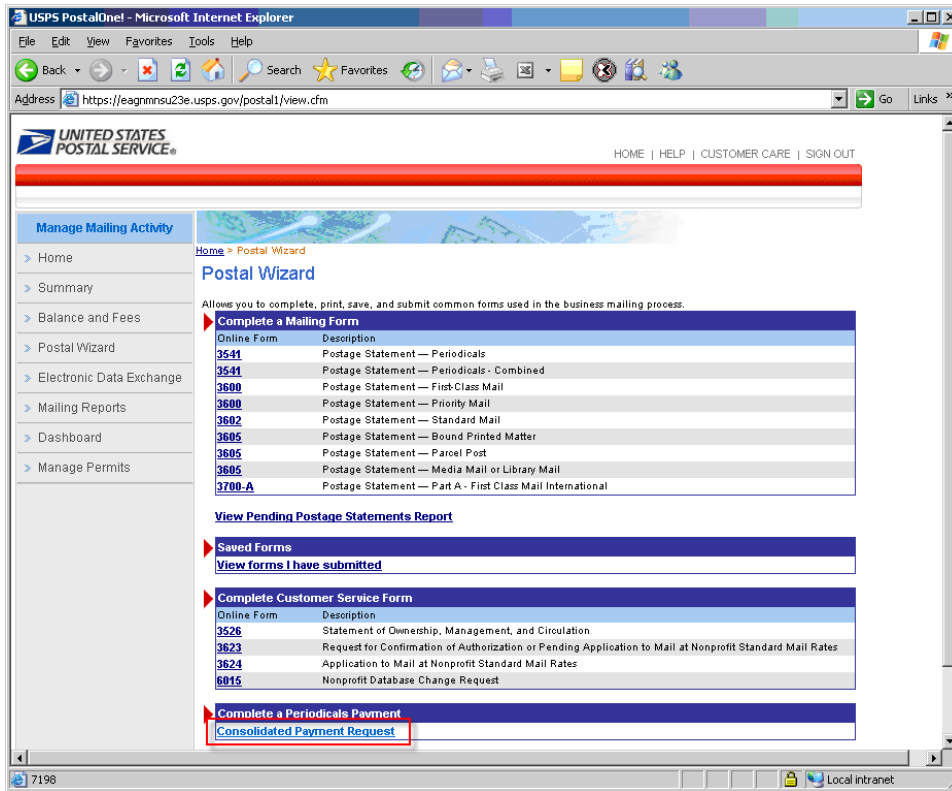 USPS PostalOne! - Microsoft Internet Explorer
File Edit View Favorites Tools Help
Back Search Favorites
Address https://eagnmnsu23e.usps.gov/postal1/view.cfm Go Links »
UNITED STATES
POSTAL SERVICE®
HOME | HELP | CUSTOMER CARE | SIGN OUT
Manage Mailing Activity
» Home
» Summary
» Balance and Fees
» Postal Wizard
» Electronic Data Exchange
» Mailing Reports
» Dashboard
» Manage Permits
Home > Postal Wizard
Postal Wizard
Allows you to complete, print, save, and submit common forms used in the business mailing process.
Complete a Mailing Form
Online Form Description
3541 Postage Statement — Periodicals
3541 Postage Statement — Periodicals - Combined
3600 Postage Statement — First-Class Mail
3600 Postage Statement — Priority Mail
3602 Postage Statement — Standard Mail
3605 Postage Statement — Bound Printed Matter
3605 Postage Statement — Parcel Post
3605 Postage Statement — Media Mail or Library Mail
3700-A Postage Statement — Part A - First Class Mail International
View Pending Postage Statements Report
Saved Forms
View forms I have submitted
Complete Customer Service Form
Online Form Description
3526 Statement of Ownership, Management, and Circulation
3623 Request for Confirmation of Authorization or Pending Application to Mail at Nonprofit Standard Mail Rates
3624 Application to Mail at Nonprofit Standard Mail Rates
6015 Nonprofit Database Change Request
Complete a Periodicals Payment
Consolidated Payment Request
7198 Local intranet